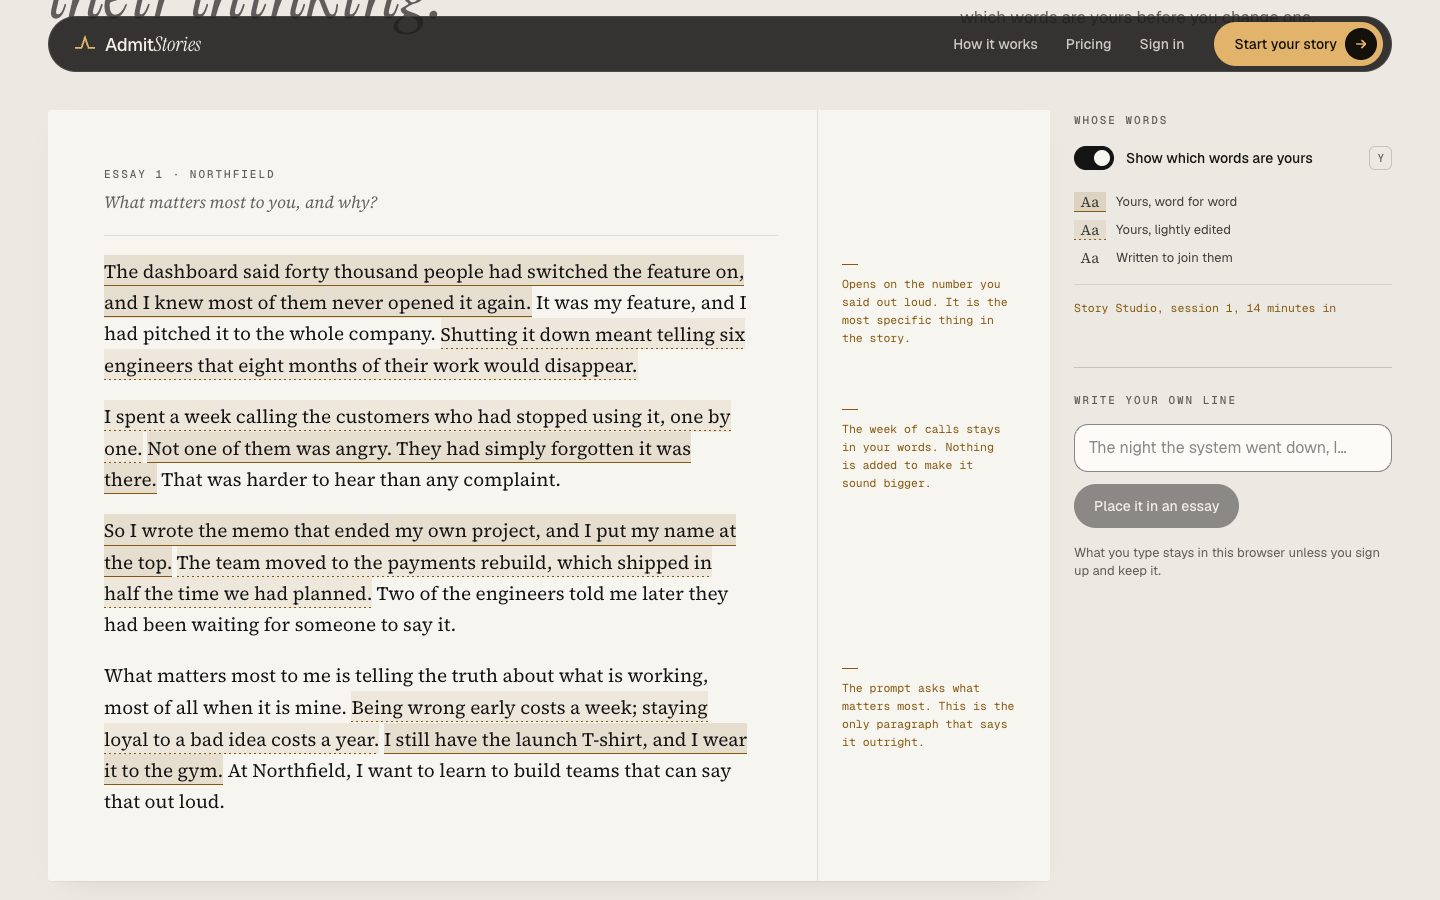 their thinking.
which words are yours before you change one.
AdmitStories
How it works
Pricing
Sign in
Start your story
ESSAY 1 · NORTHFIELD
What matters most to you, and why?
The dashboard said forty thousand people had switched the feature on,
and I knew most of them never opened it again. It was my feature, and I
had pitched it to the whole company. Shutting it down meant telling six
engineers that eight months of their work would disappear.
I spent a week calling the customers who had stopped using it, one by
one. Not one of them was angry. They had simply forgotten it was
there. That was harder to hear than any complaint.
So I wrote the memo that ended my own project, and I put my name at
the top. The team moved to the payments rebuild, which shipped in
half the time we had planned. Two of the engineers told me later they
had been waiting for someone to say it.
What matters most to me is telling the truth about what is working,
most of all when it is mine. Being wrong early costs a week; staying
loyal to a bad idea costs a year. I still have the launch T-shirt, and I wear
it to the gym. At Northfield, I want to learn to build teams that can say
that out loud.
Opens on the number you
said out loud. It is the
most specific thing in
the story.
The week of calls stays
in your words. Nothing
is added to make it
sound bigger.
The prompt asks what
matters most. This is the
only paragraph that says
it outright.
WHOSE WORDS
Show which words are yours
Y
Aa Yours, word for word
Aa Yours, lightly edited
Aa Written to join them
Story Studio, session 1, 14 minutes in
WRITE YOUR OWN LINE
The night the system went down, I…
Place it in an essay
What you type stays in this browser unless you sign
up and keep it.